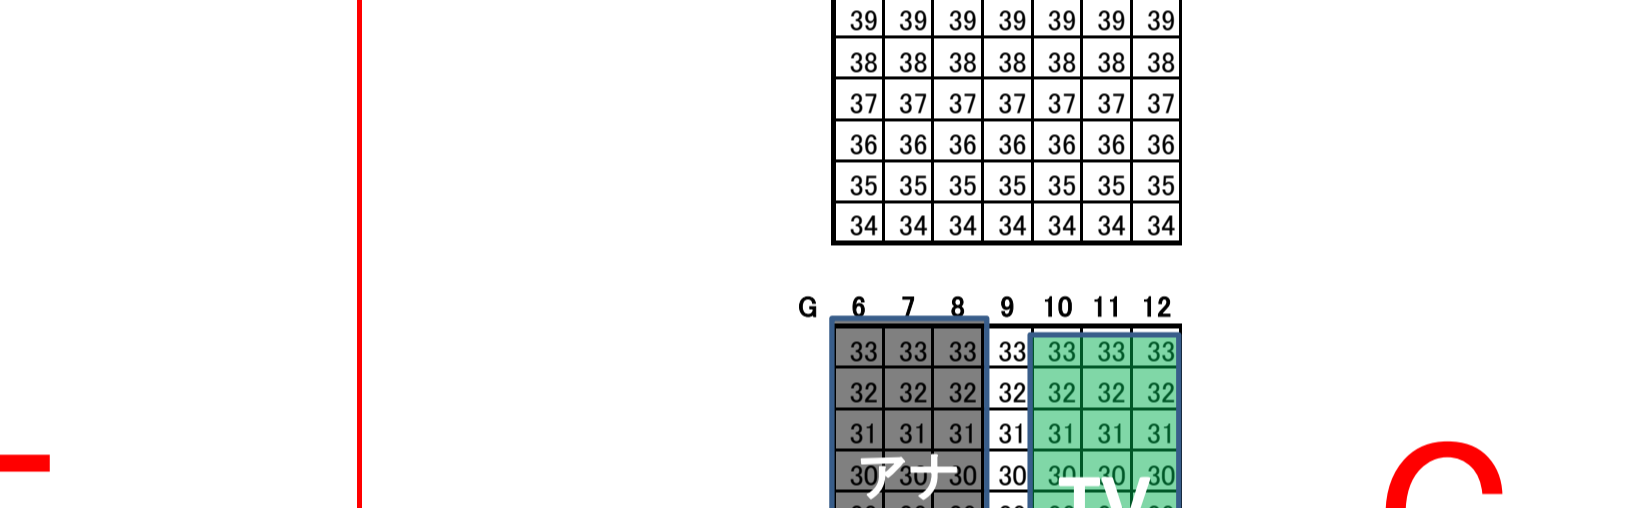 39 39 39 39 39 39 39
38 38 38 38 38 38 38
37 37 37 37 37 37 37
36 36 36 36 36 36 36
35 35 35 35 35 35 35
34 34 34 34 34 34 34
G 6 7 8 9 10 11 12
33 33 33 33 33 33 33
32 32 32 32 32 32 32
31 31 31 31 31 31 31
30 30 30 30 30 30 30
アナ
TV